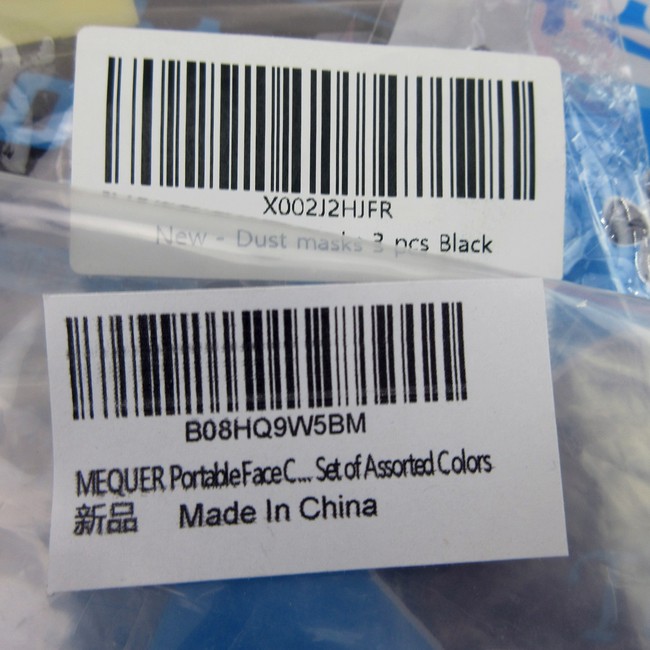 X002J2HJFR
New - Dust masks 3 pcs Black
B08HQ9W5BM
MEQUER Portable Face C... Set of Assorted Colors
新品 Made In China